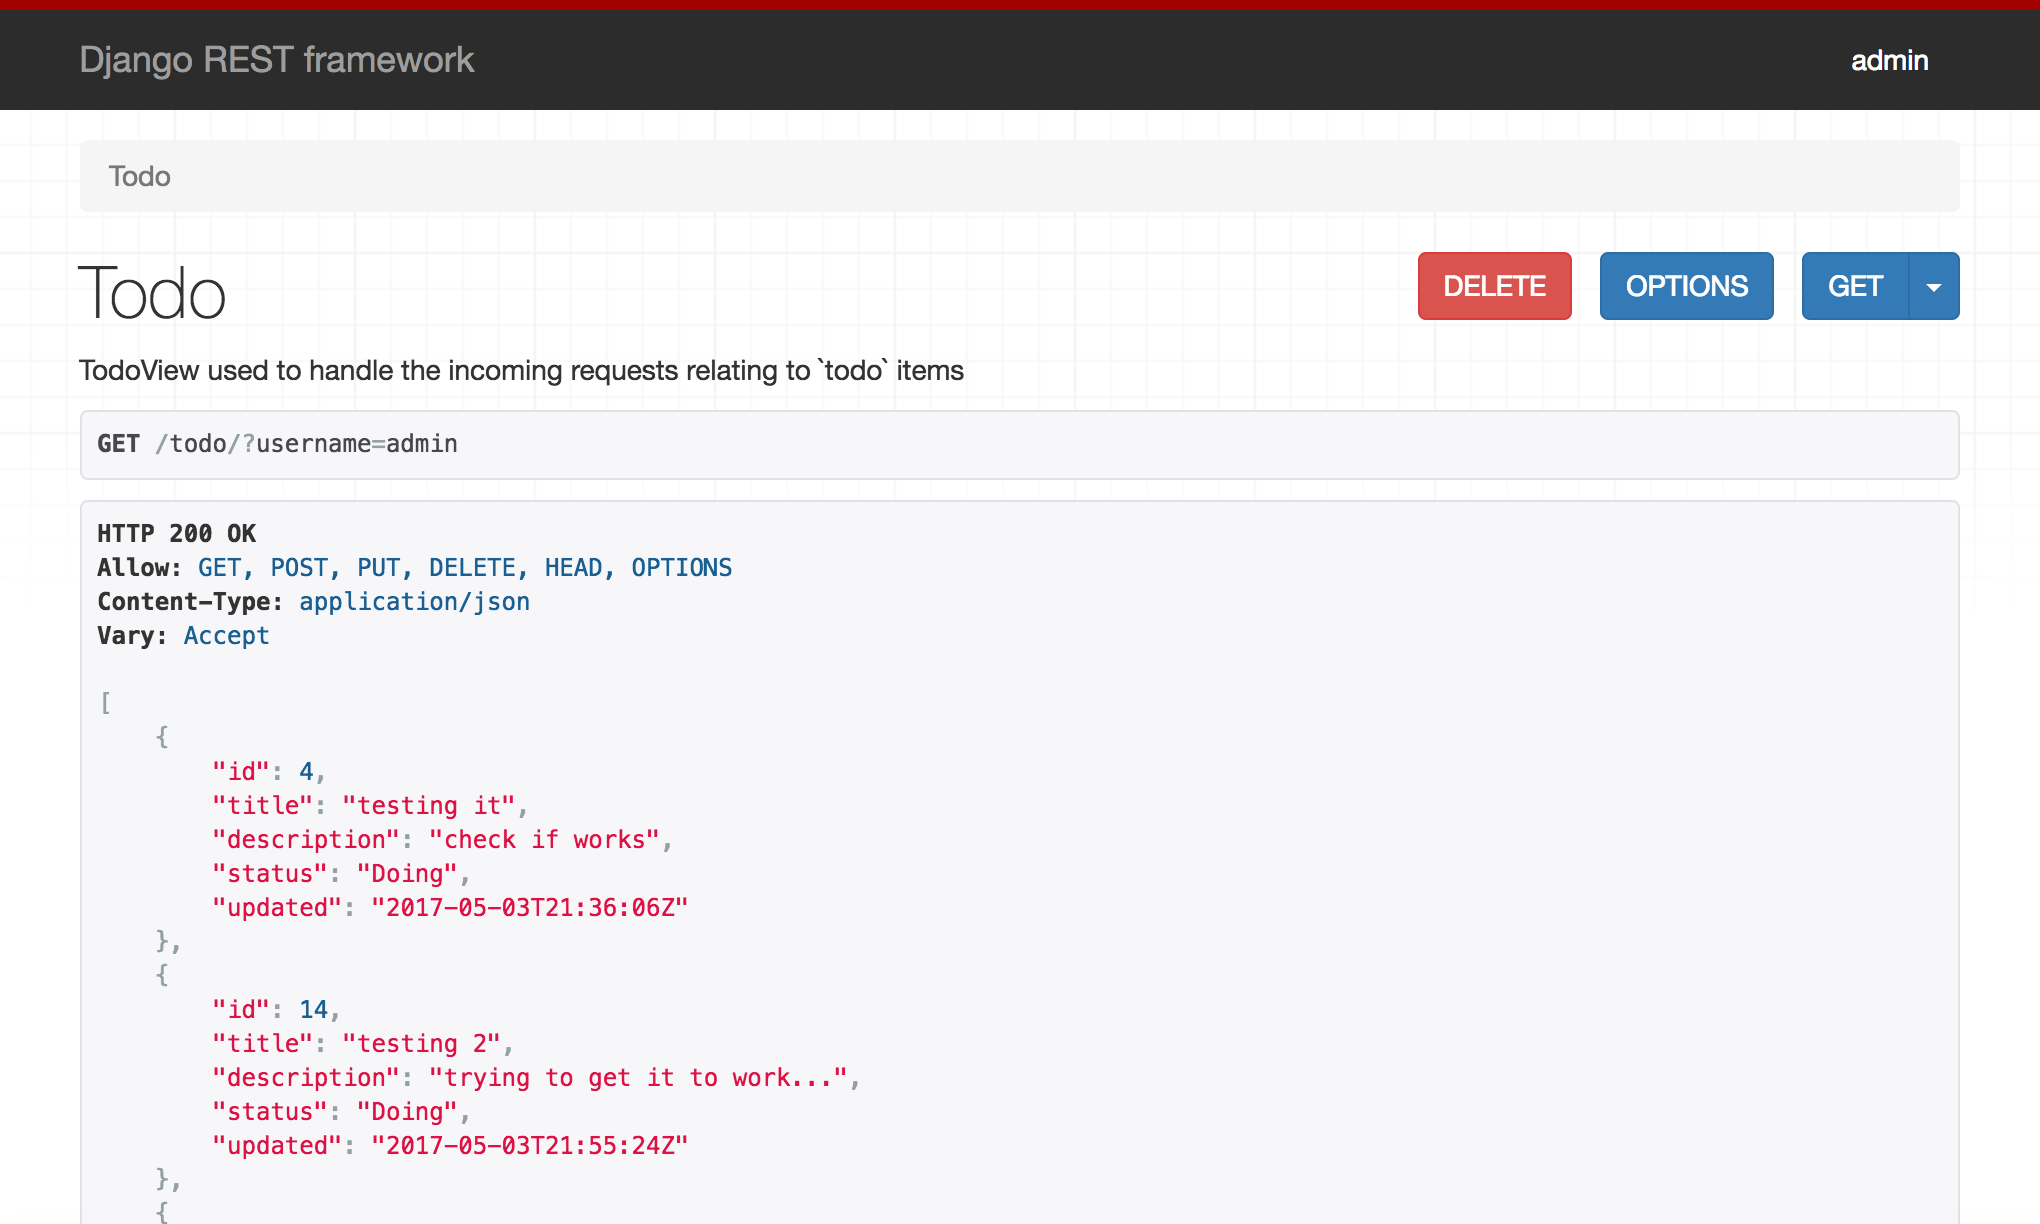 Django REST framework
admin
Todo
Todo
DELETE
OPTIONS
GET
TodoView used to handle the incoming requests relating to `todo` items
GET /todo/?username=admin
HTTP 200 OK
Allow: GET, POST, PUT, DELETE, HEAD, OPTIONS
Content-Type: application/json
Vary: Accept
[
    {
        "id": 4,
        "title": "testing it",
        "description": "check if works",
        "status": "Doing",
        "updated": "2017-05-03T21:36:06Z"
    },
    {
        "id": 14,
        "title": "testing 2",
        "description": "trying to get it to work...",
        "status": "Doing",
        "updated": "2017-05-03T21:55:24Z"
    },
    {